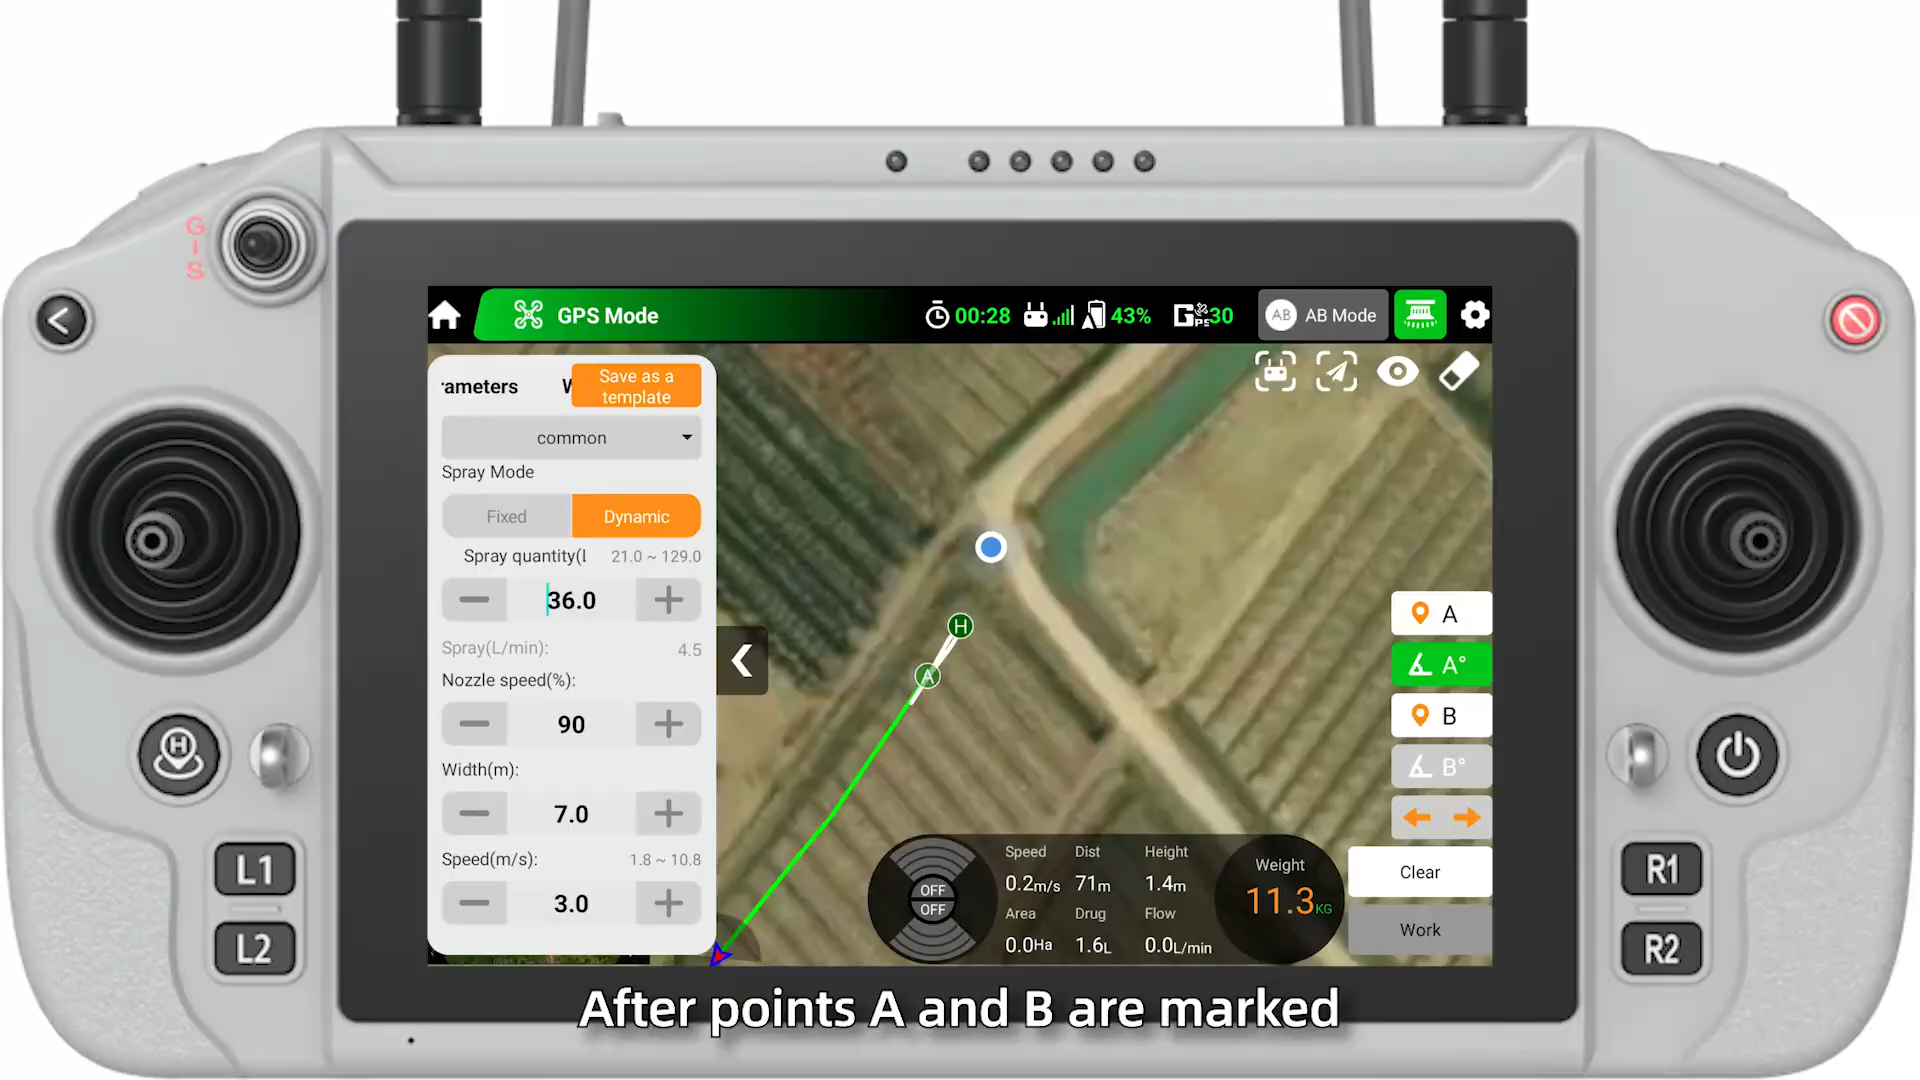 G
I
S
GPS Mode
00:28
43%
GPS 30
AB
AB Mode
rameters
Save as a
template
common
Spray Mode
Fixed
Dynamic
Spray quantity(l
21.0 ~ 129.0
36.0
Spray(L/min):
4.5
Nozzle speed(%):
90
Width(m):
7.0
Speed(m/s):
1.8 ~ 10.8
3.0
H
A
A
A°
B
B°
Clear
Work
OFF
OFF
Speed
Dist
Height
0.2m/s
71m
1.4m
Area
Drug
Flow
0.0Ha
1.6L
0.0L/min
Weight
11.3KG
H
L1
L2
R1
R2
After points A and B are marked